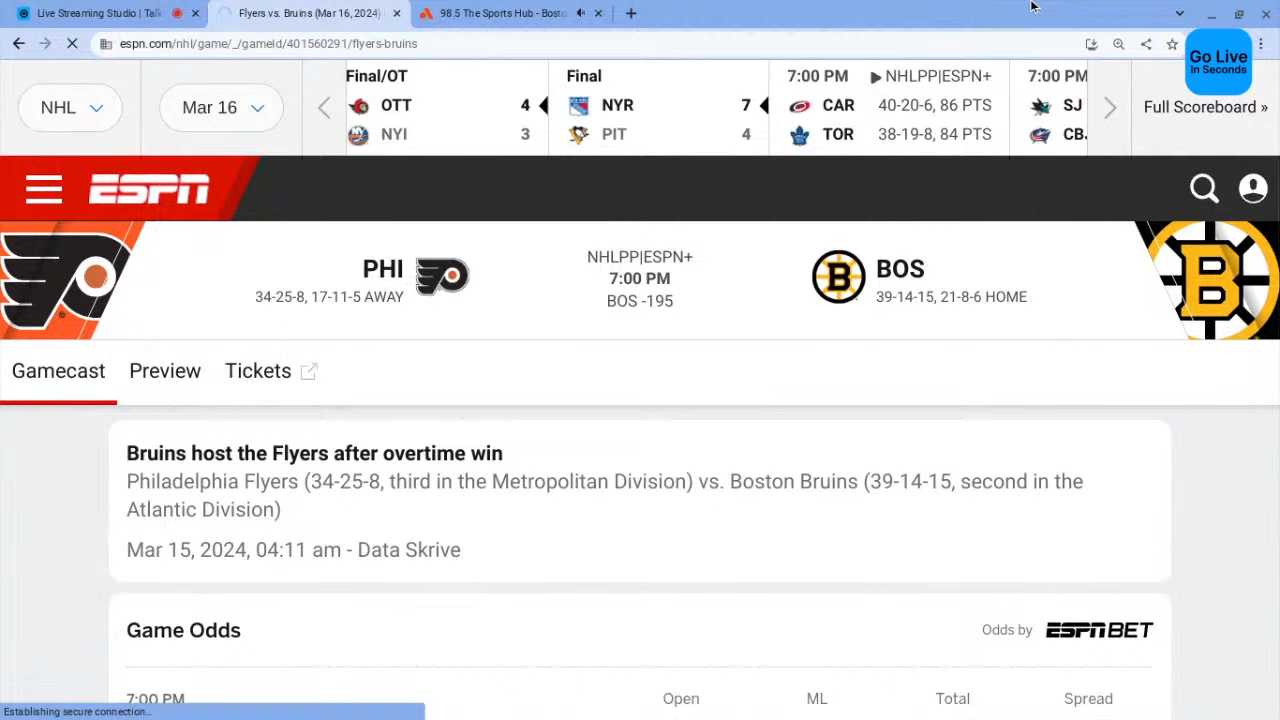 Live Streaming Studio | Talk
Flyers vs. Bruins (Mar 16, 2024)
98.5 The Sports Hub - Bosto
espn.com/nhl/game/_/gameId/401560291/flyers-bruins
Go Live
In Seconds
NHL
Mar 16
Final/OT
OTT 4
NYI 3
Final
NYR 7
PIT 4
7:00 PM NHLPP|ESPN+
CAR 40-20-6, 86 PTS
TOR 38-19-8, 84 PTS
7:00 PM
SJ
CBJ
Full Scoreboard »
ESPN
PHI
34-25-8, 17-11-5 AWAY
NHLPP|ESPN+
7:00 PM
BOS -195
BOS
39-14-15, 21-8-6 HOME
B
B
Gamecast Preview Tickets
Bruins host the Flyers after overtime win
Philadelphia Flyers (34-25-8, third in the Metropolitan Division) vs. Boston Bruins (39-14-15, second in the
Atlantic Division)
Mar 15, 2024, 04:11 am - Data Skrive
Game Odds
Odds by ESPN BET
7:00 PM Open ML Total Spread
Establishing secure connection...